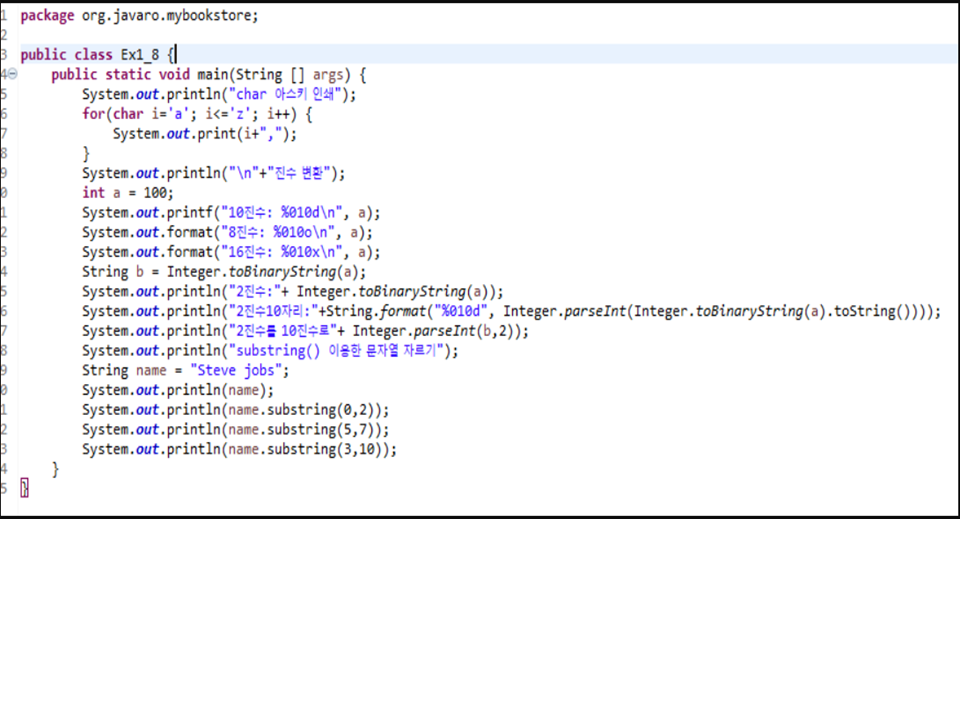 1 package org.javaro.mybookstore;
2
3 public class Ex1_8 {
4 public static void main(String [] args) {
5 System.out.println("char 아스키 인쇄");
6 for(char i='a'; i<='z'; i++) {
7 System.out.print(i+",");
8 }
9 System.out.println("\n"+"진수 변환");
0 int a = 100;
1 System.out.printf("10진수: %010d\n", a);
2 System.out.format("8진수: %010o\n", a);
3 System.out.format("16진수: %010x\n", a);
4 String b = Integer.toBinaryString(a);
5 System.out.println("2진수:"+ Integer.toBinaryString(a));
6 System.out.println("2진수10자리:"+String.format("%010d", Integer.parseInt(Integer.toBinaryString(a).toString())));
7 System.out.println("2진수를 10진수로"+ Integer.parseInt(b,2));
8 System.out.println("substring() 이용한 문자열 자르기");
9 String name = "Steve jobs";
0 System.out.println(name);
1 System.out.println(name.substring(0,2));
2 System.out.println(name.substring(5,7));
3 System.out.println(name.substring(3,10));
4 }
5 }